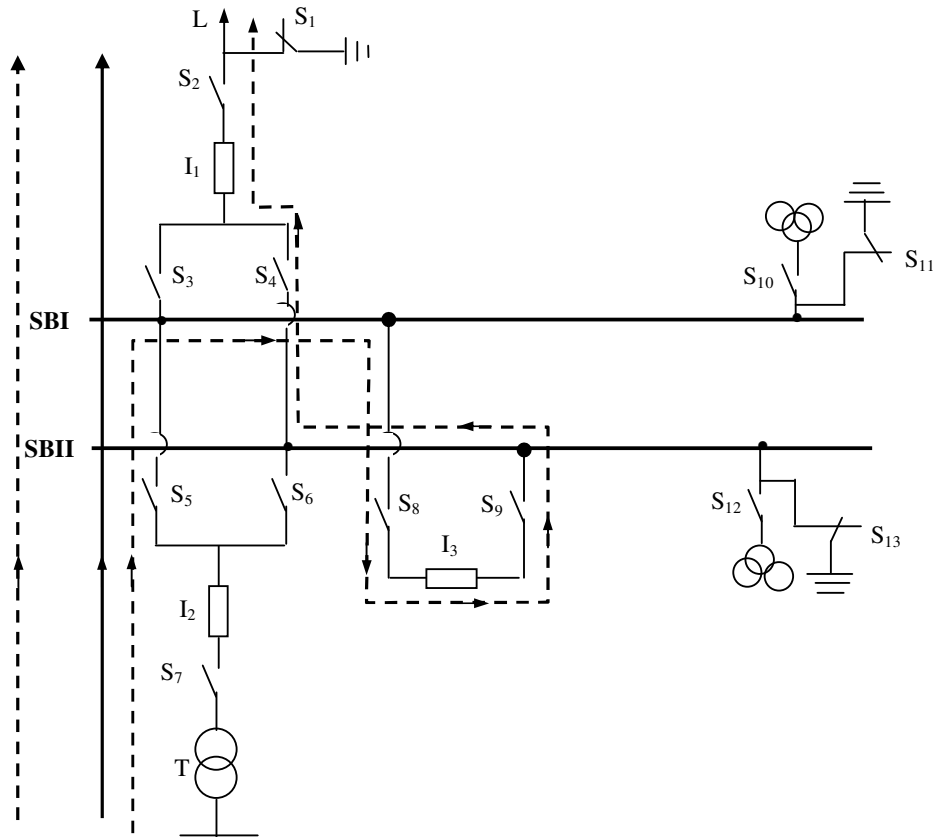 L
S₁
S₂
I₁
S₃
S₄
S₁₀
S₁₁
SBI
SBII
S₅
S₆
S₈
S₉
S₁₂
S₁₃
I₃
I₂
S₇
T